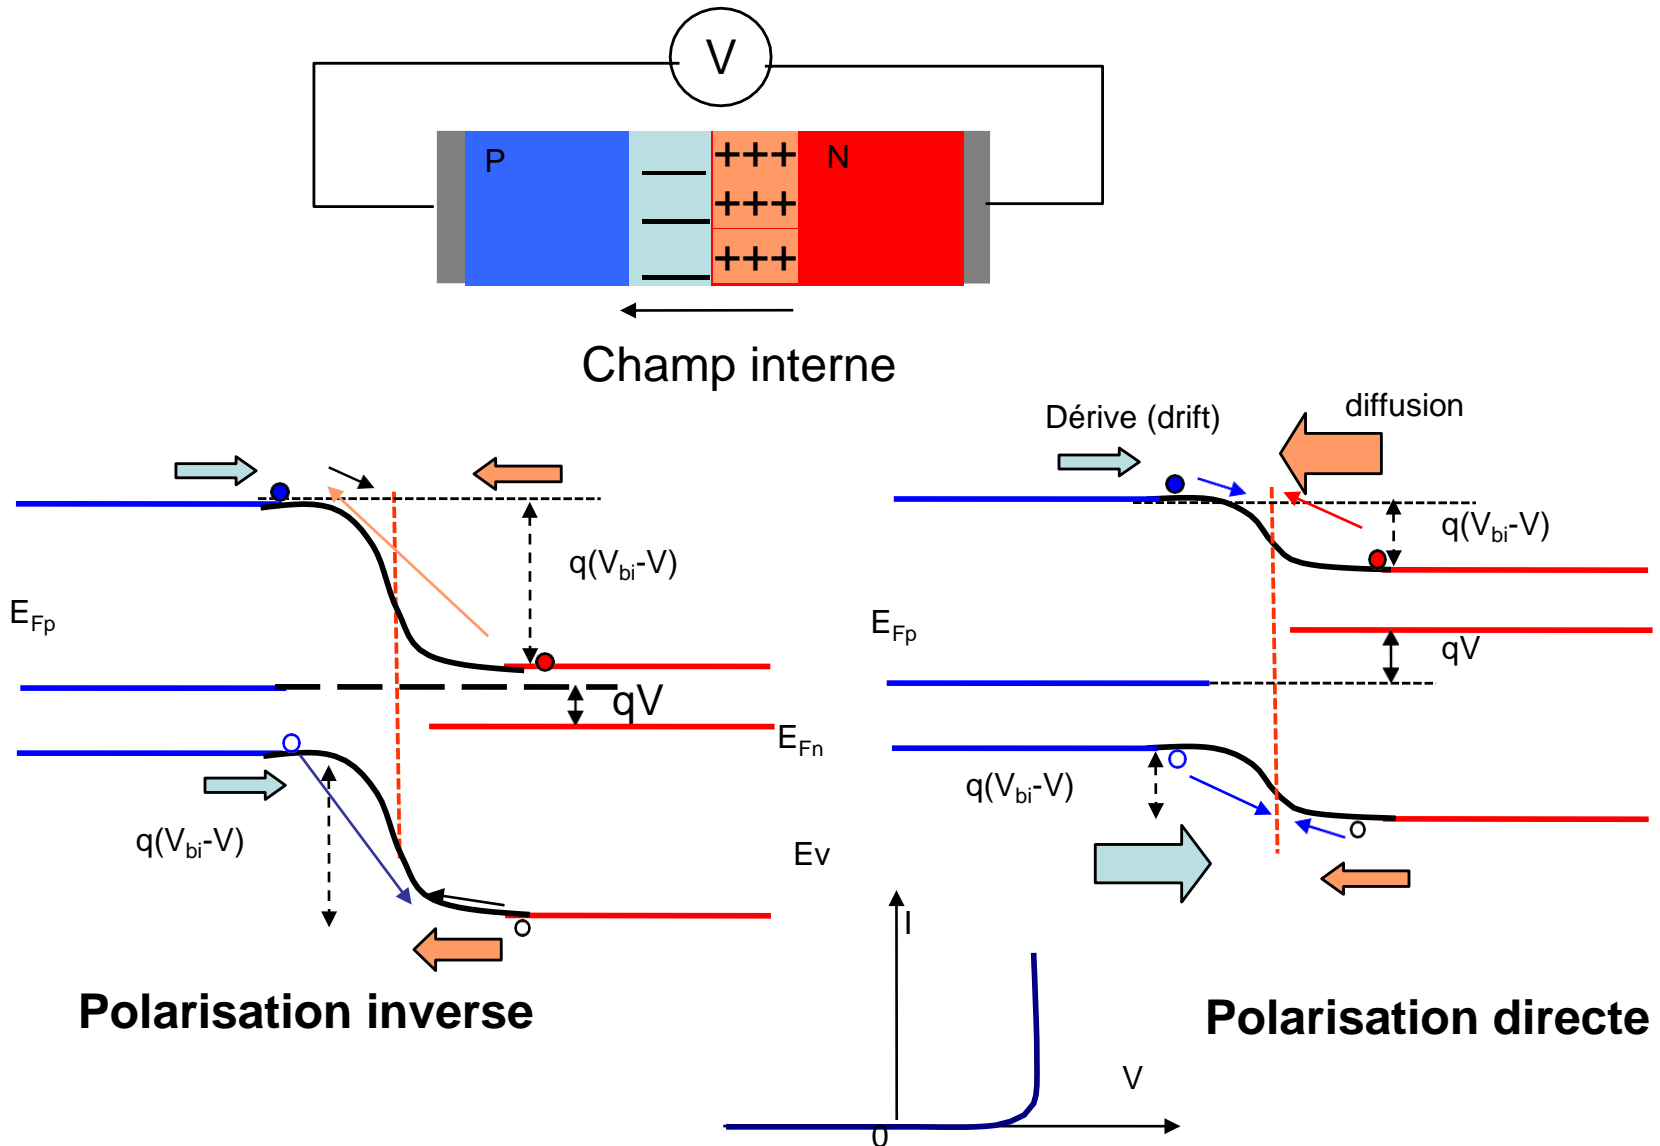 V
P
N
+++
+++
+++
Champ interne
Dérive (drift)
diffusion
q(Vbi-V)
q(Vbi-V)
EFp
EFp
qV
qV
EFn
q(Vbi-V)
q(Vbi-V)
Ev
I
Polarisation inverse
Polarisation directe
V
0